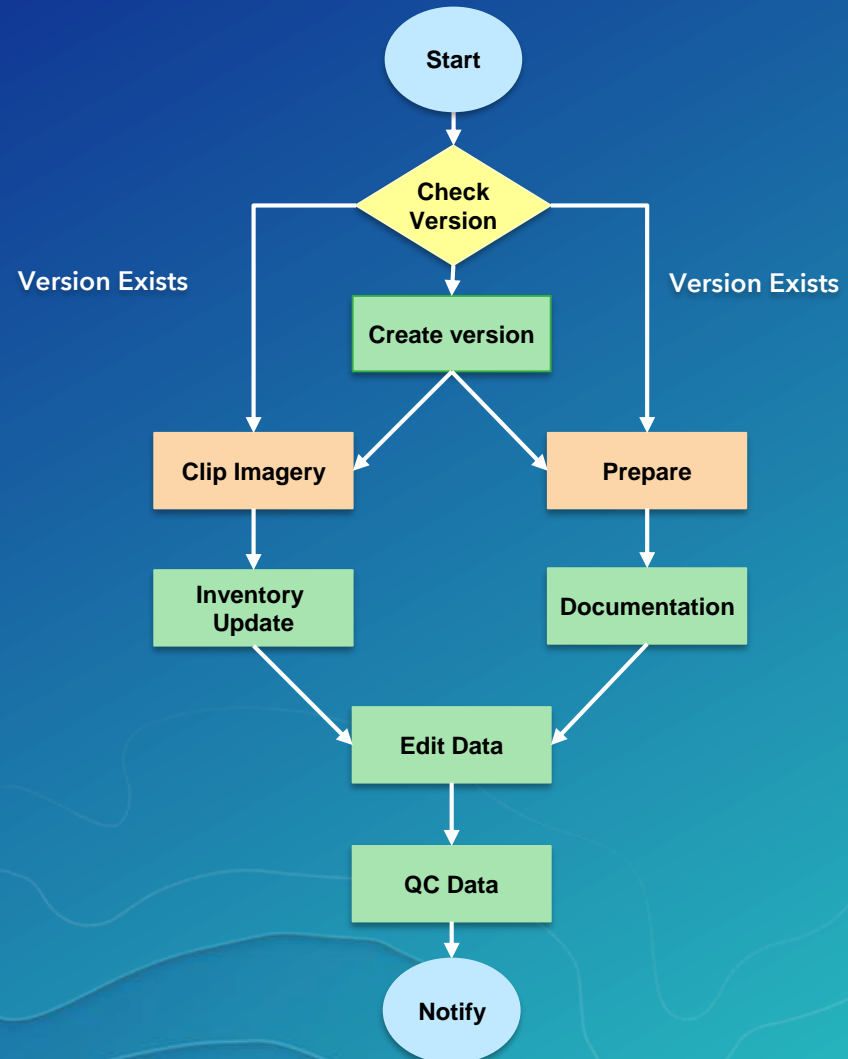 Start
Check
Version
Version Exists
Version Exists
Create version
Clip Imagery
Prepare
Inventory
Update
Documentation
Edit Data
QC Data
Notify